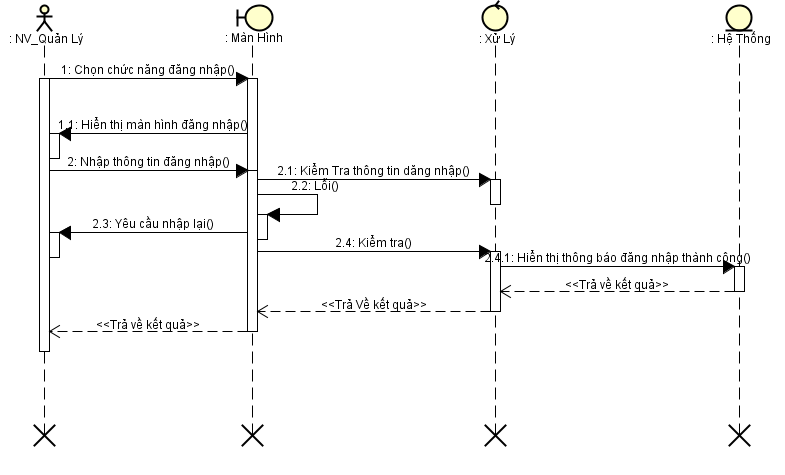 : NV_Quản Lý
: Màn Hình
: Xử Lý
: Hệ Thống
1: Chọn chức năng đăng nhập()
1.1: Hiển thị màn hình đăng nhập()
2: Nhập thông tin đăng nhập()
2.1: Kiểm Tra thông tin dăng nhập()
2.2: Lỗi()
2.3: Yêu cầu nhập lại()
2.4: Kiểm tra()
2.4.1: Hiển thị thông báo đăng nhập thành công()
<<Trả về kết quả>>
<<Trả Về kết quả>>
<<Trả về kết quả>>